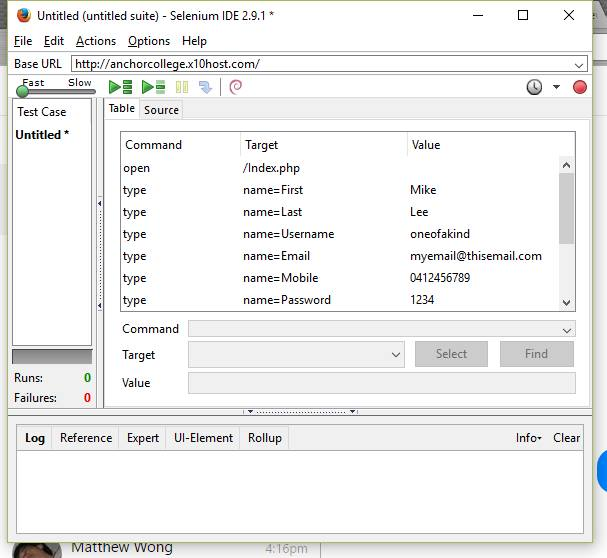 Untitled (untitled suite) - Selenium IDE 2.9.1 *
File Edit Actions Options Help
Base URL http://anchorcollege.x10host.com/
Fast Slow
Test Case
Untitled *
Table Source
Command Target Value
open /Index.php
type name=First Mike
type name=Last Lee
type name=Username oneofakind
type name=Email myemail@thisemail.com
type name=Mobile 0412456789
type name=Password 1234
Command
Target Select Find
Value
Runs: 0
Failures: 0
Log Reference Expert UI-Element Rollup Info Clear
Matthew Wong 4:16pm